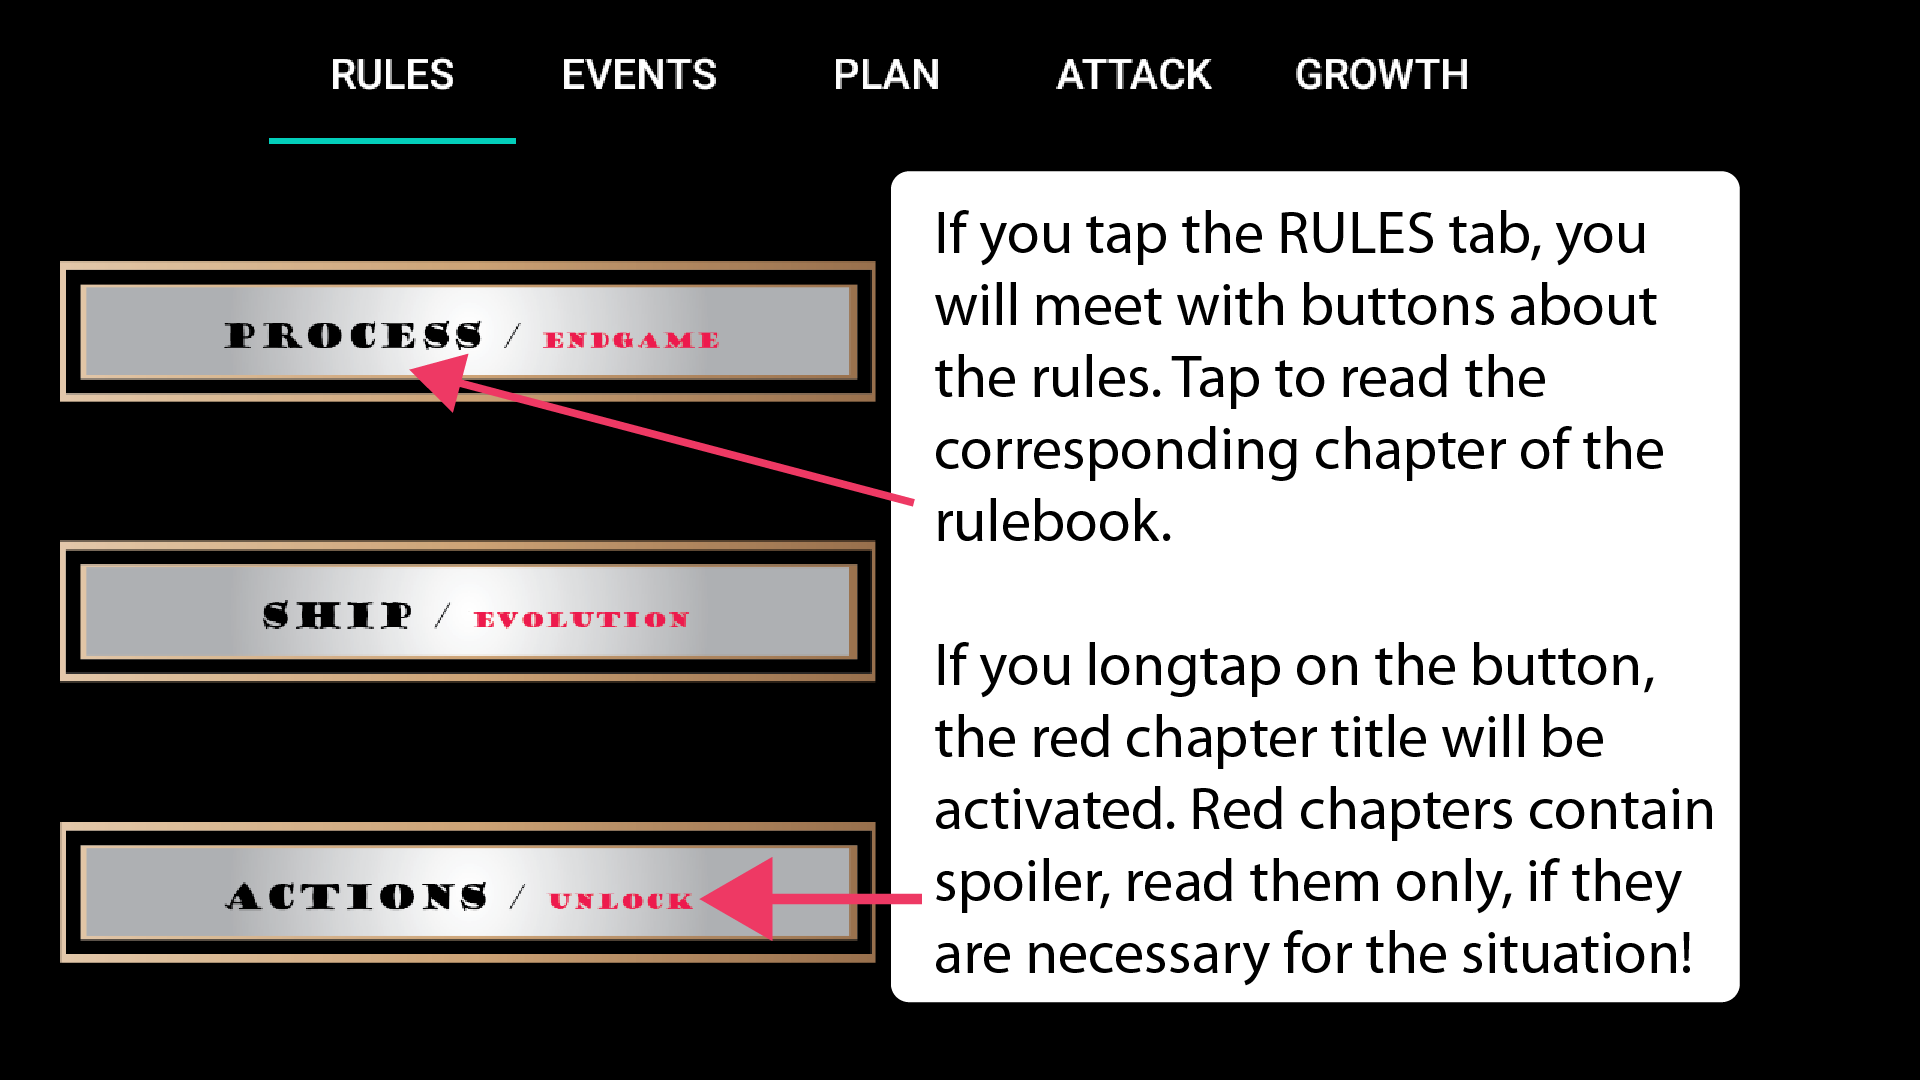 RULES EVENTS PLAN ATTACK GROWTH
PROCESS / ENDGAME
SHIP / EVOLUTION
ACTIONS / UNLOCK
If you tap the RULES tab, you
will meet with buttons about
the rules. Tap to read the
corresponding chapter of the
rulebook.
If you longtap on the button,
the red chapter title will be
activated. Red chapters contain
spoiler, read them only, if they
are necessary for the situation!